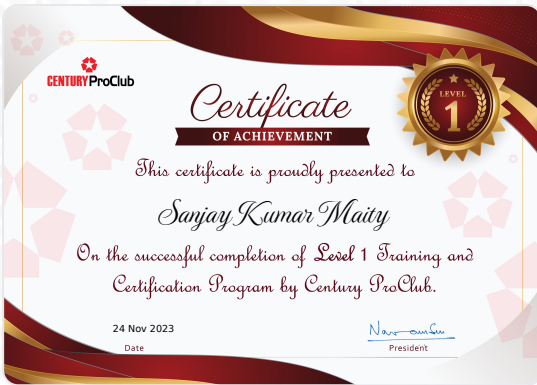 CENTURY ProClub
Certificate
OF ACHIEVEMENT
LEVEL
1
This certificate is proudly presented to
Sanjay Kumar Maity
On the successful completion of Level 1 Training and
Certification Program by Century ProClub.
24 Nov 2023
Date
President